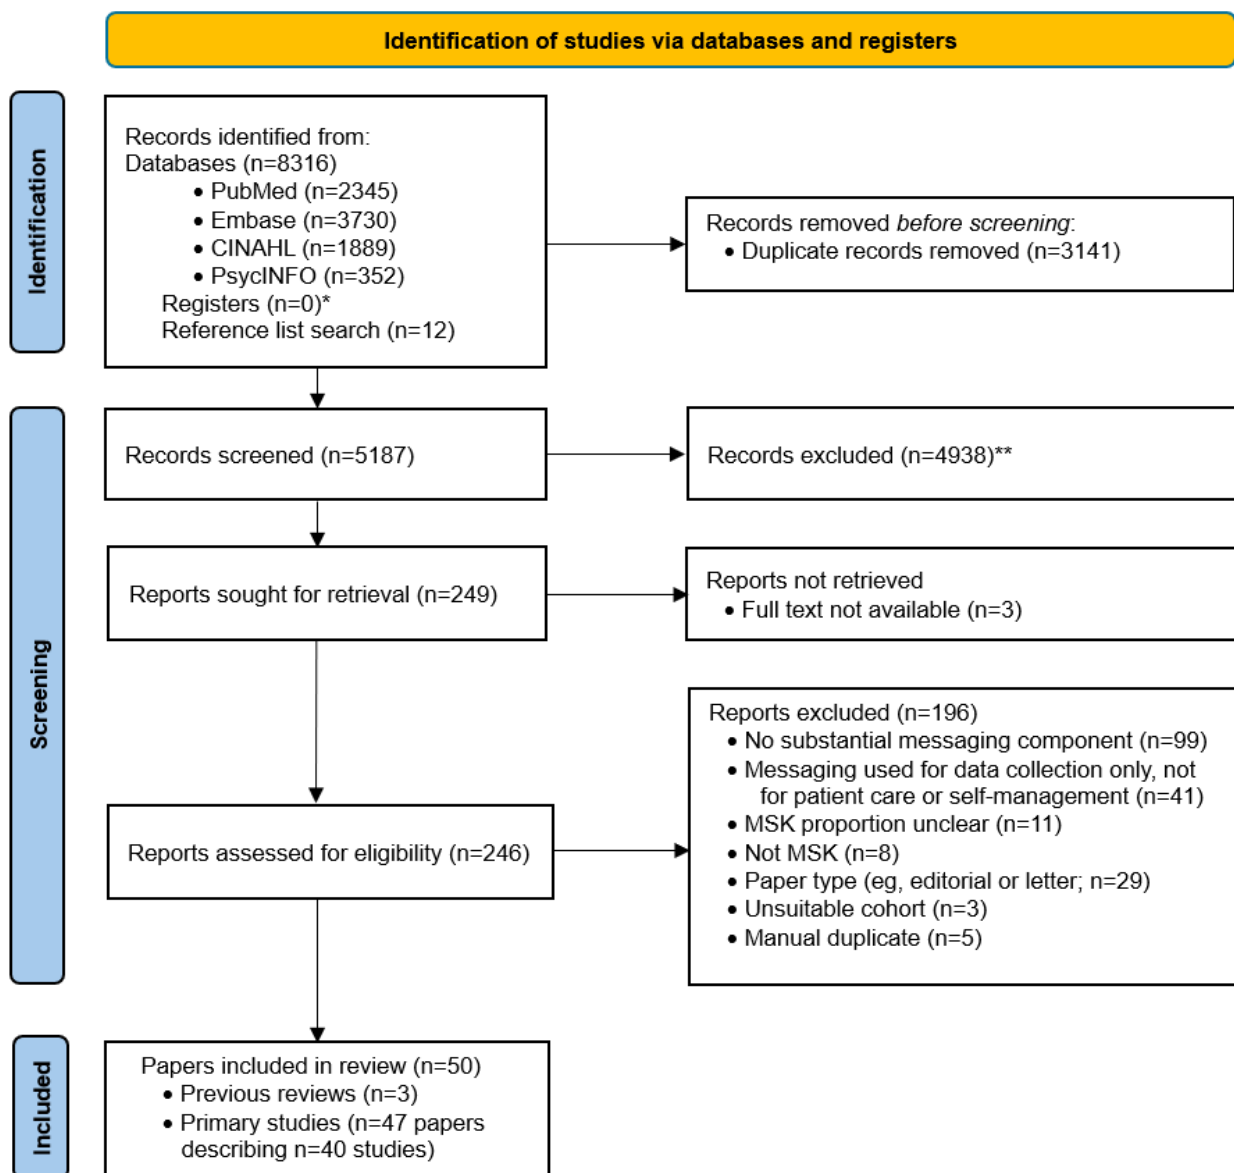 Identification of studies via databases and registers
Identification
Records identified from:
Databases (n=8316)
• PubMed (n=2345)
• Embase (n=3730)
• CINAHL (n=1889)
• PsycINFO (n=352)
Registers (n=0)*
Reference list search (n=12)
Records removed before screening:
• Duplicate records removed (n=3141)
Screening
Records screened (n=5187)
Records excluded (n=4938)**
Reports sought for retrieval (n=249)
Reports not retrieved
• Full text not available (n=3)
Reports assessed for eligibility (n=246)
Reports excluded (n=196)
• No substantial messaging component (n=99)
• Messaging used for data collection only, not
for patient care or self-management (n=41)
• MSK proportion unclear (n=11)
• Not MSK (n=8)
• Paper type (eg, editorial or letter; n=29)
• Unsuitable cohort (n=3)
• Manual duplicate (n=5)
Included
Papers included in review (n=50)
• Previous reviews (n=3)
• Primary studies (n=47 papers
describing n=40 studies)